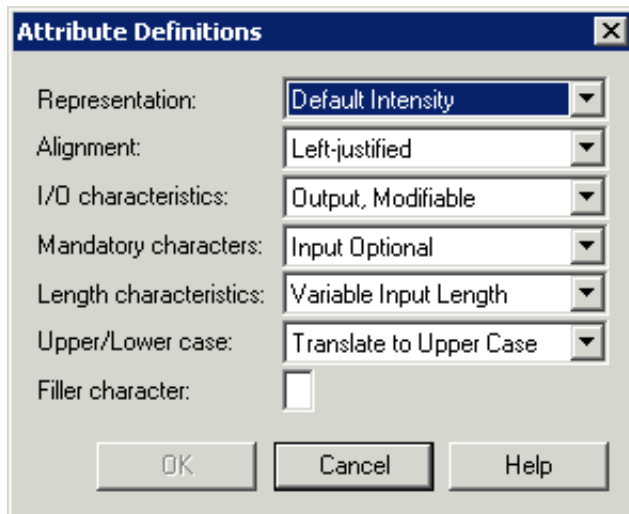 Attribute Definitions
Representation: Default Intensity
Alignment: Left-justified
I/O characteristics: Output, Modifiable
Mandatory characters: Input Optional
Length characteristics: Variable Input Length
Upper/Lower case: Translate to Upper Case
Filler character:
OK Cancel Help